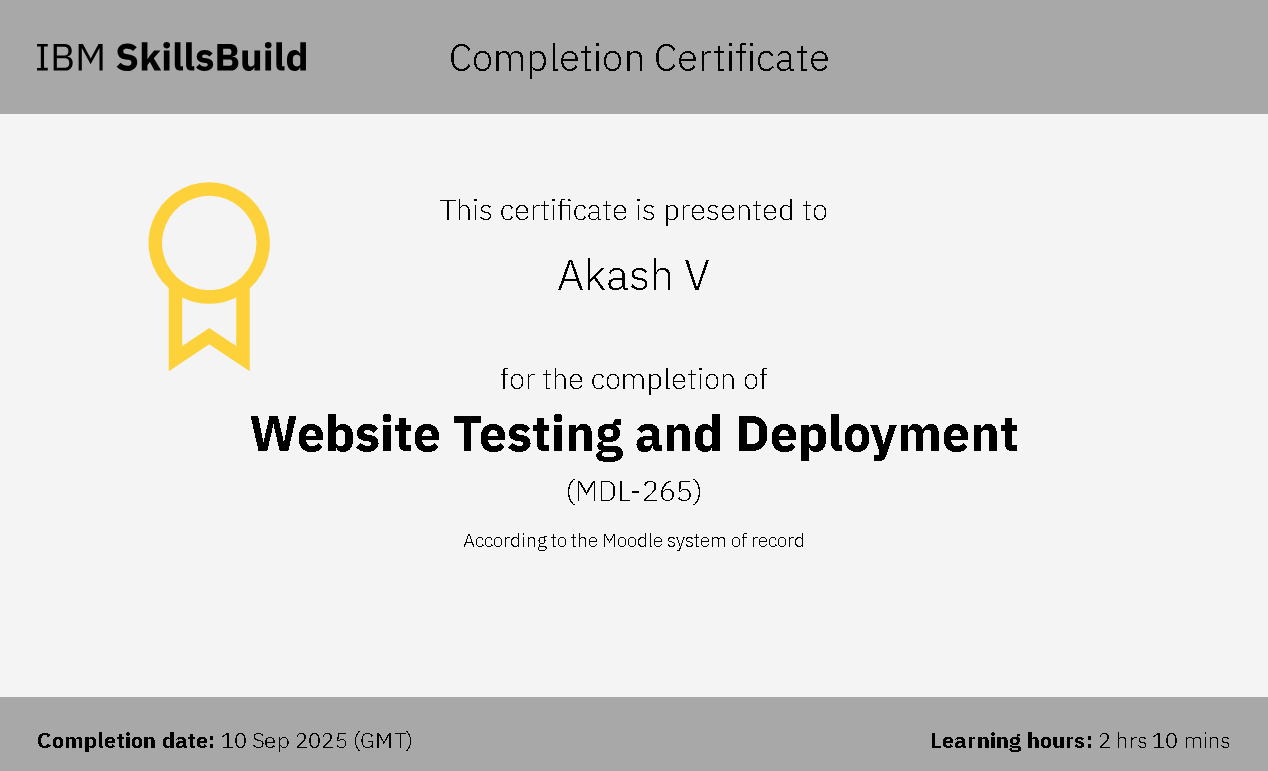 IBM SkillsBuild
Completion Certificate
This certificate is presented to
Akash V
for the completion of
Website Testing and Deployment
(MDL-265)
According to the Moodle system of record
Completion date: 10 Sep 2025 (GMT)
Learning hours: 2 hrs 10 mins